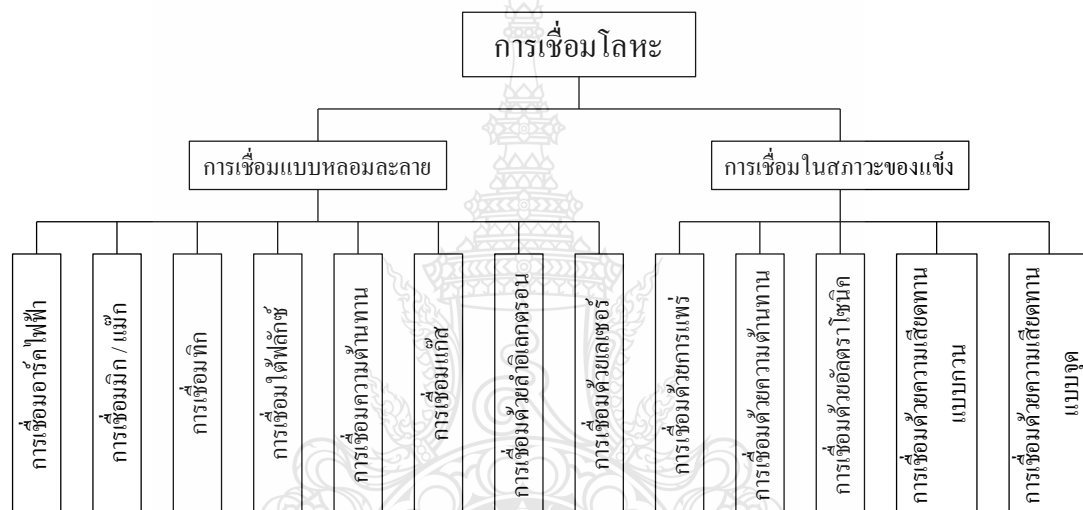 การเชื่อมโลหะ
การเชื่อมแบบหลอมละลาย
การเชื่อมในสภาวะของแข็ง
การเชื่อมอาร์คไฟฟ้า
การเชื่อมมิก / แม๊ก
การเชื่อมทิก
การเชื่อมใต้ฟลักซ์
การเชื่อมความต้านทาน
การเชื่อมแก๊ส
การเชื่อมด้วยลำอิเลกตรอน
การเชื่อมด้วยเลเซอร์
การเชื่อมด้วยการแพร่
การเชื่อมด้วยความต้านทาน
การเชื่อมด้วยอัลตราโซนิค
การเชื่อมด้วยความเสียดทาน
แบบกวน
การเชื่อมด้วยความเสียดทาน
แบบจุด